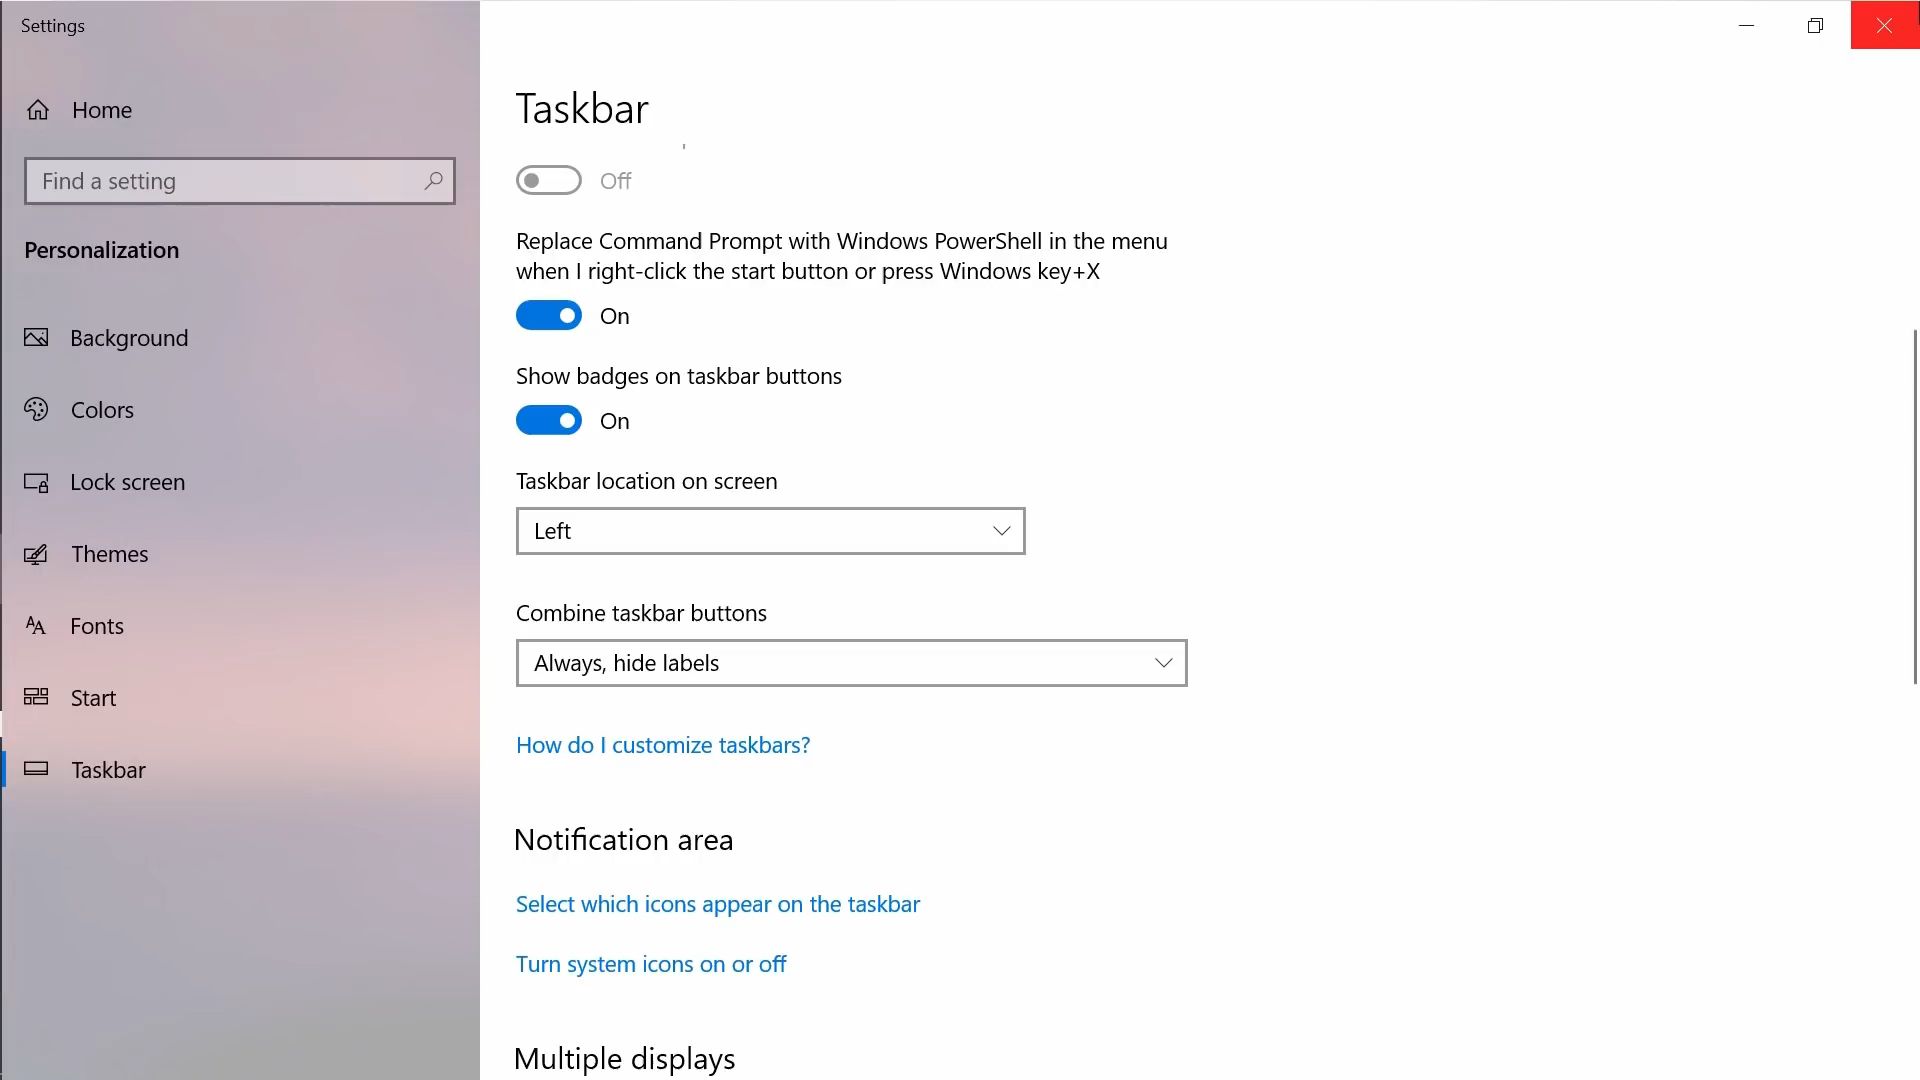 Settings
Home
Find a setting
Personalization
Background
Colors
Lock screen
Themes
Fonts
Start
Taskbar
Taskbar
Off
Replace Command Prompt with Windows PowerShell in the menu
when I right-click the start button or press Windows key+X
On
Show badges on taskbar buttons
On
Taskbar location on screen
Left
Combine taskbar buttons
Always, hide labels
How do I customize taskbars?
Notification area
Select which icons appear on the taskbar
Turn system icons on or off
Multiple displays